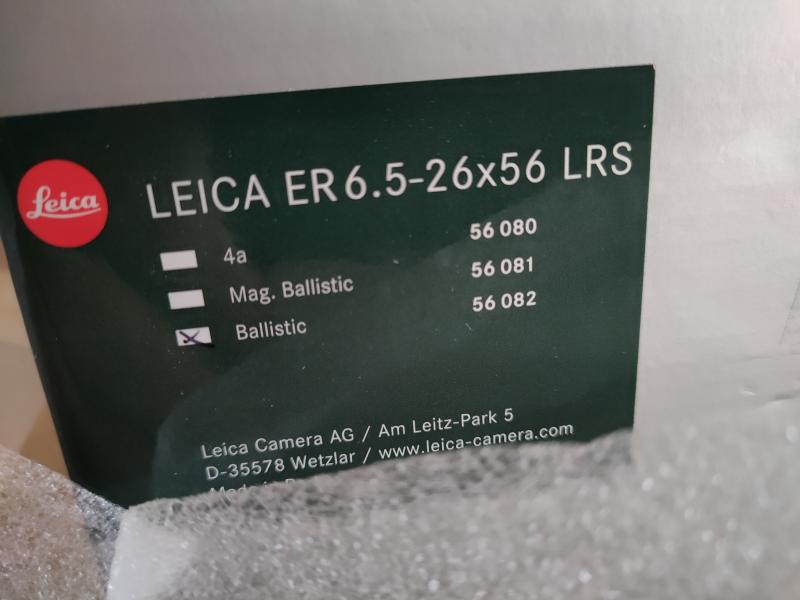 Leica
LEICA ER 6.5-26x56 LRS
4a 56 080
Mag. Ballistic 56 081
Ballistic 56 082
Leica Camera AG / Am Leitz-Park 5
D-35578 Wetzlar / www.leica-camera.com